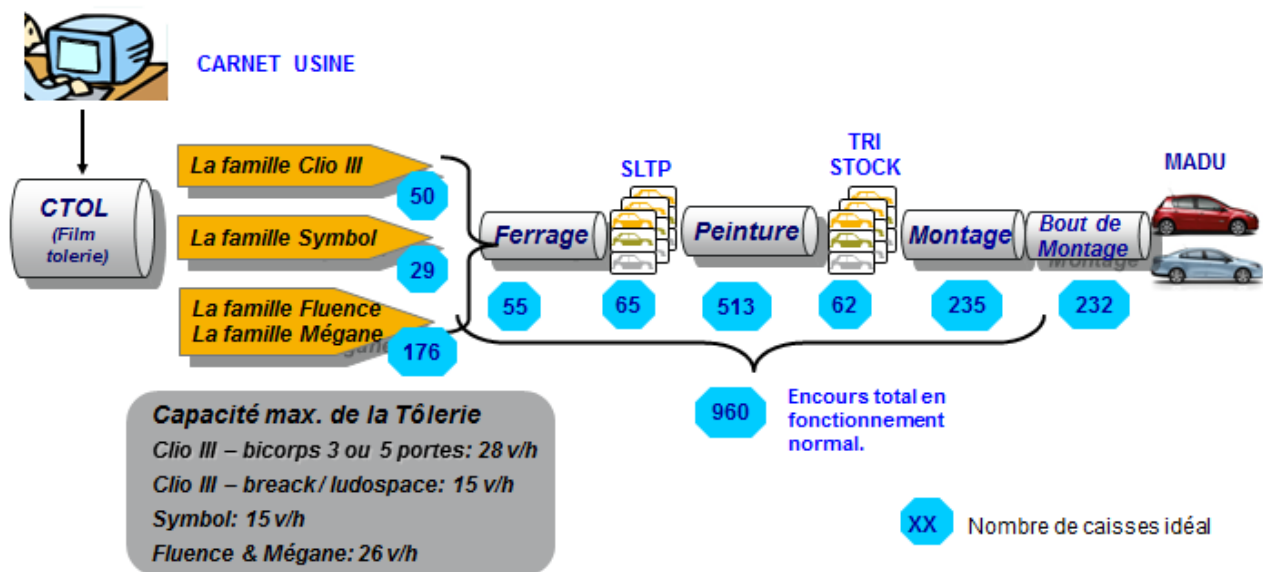 CARNET USINE
CTOL
(Film
tolerie)
La famille Clio III
50
La famille Symbol
29
La famille Fluence
La famille Mégane
176
Ferrage
55
SLTP
65
Peinture
513
TRI
STOCK
62
Montage
235
Bout de
Montage
232
MADU
960
Encours total en
fonctionnement
normal.
Capacité max. de la Tôlerie
Clio III – bicorps 3 ou 5 portes: 28 v/h
Clio III – breack / ludospace: 15 v/h
Symbol: 15 v/h
Fluence & Mégane: 26 v/h
XX
Nombre de caisses idéal